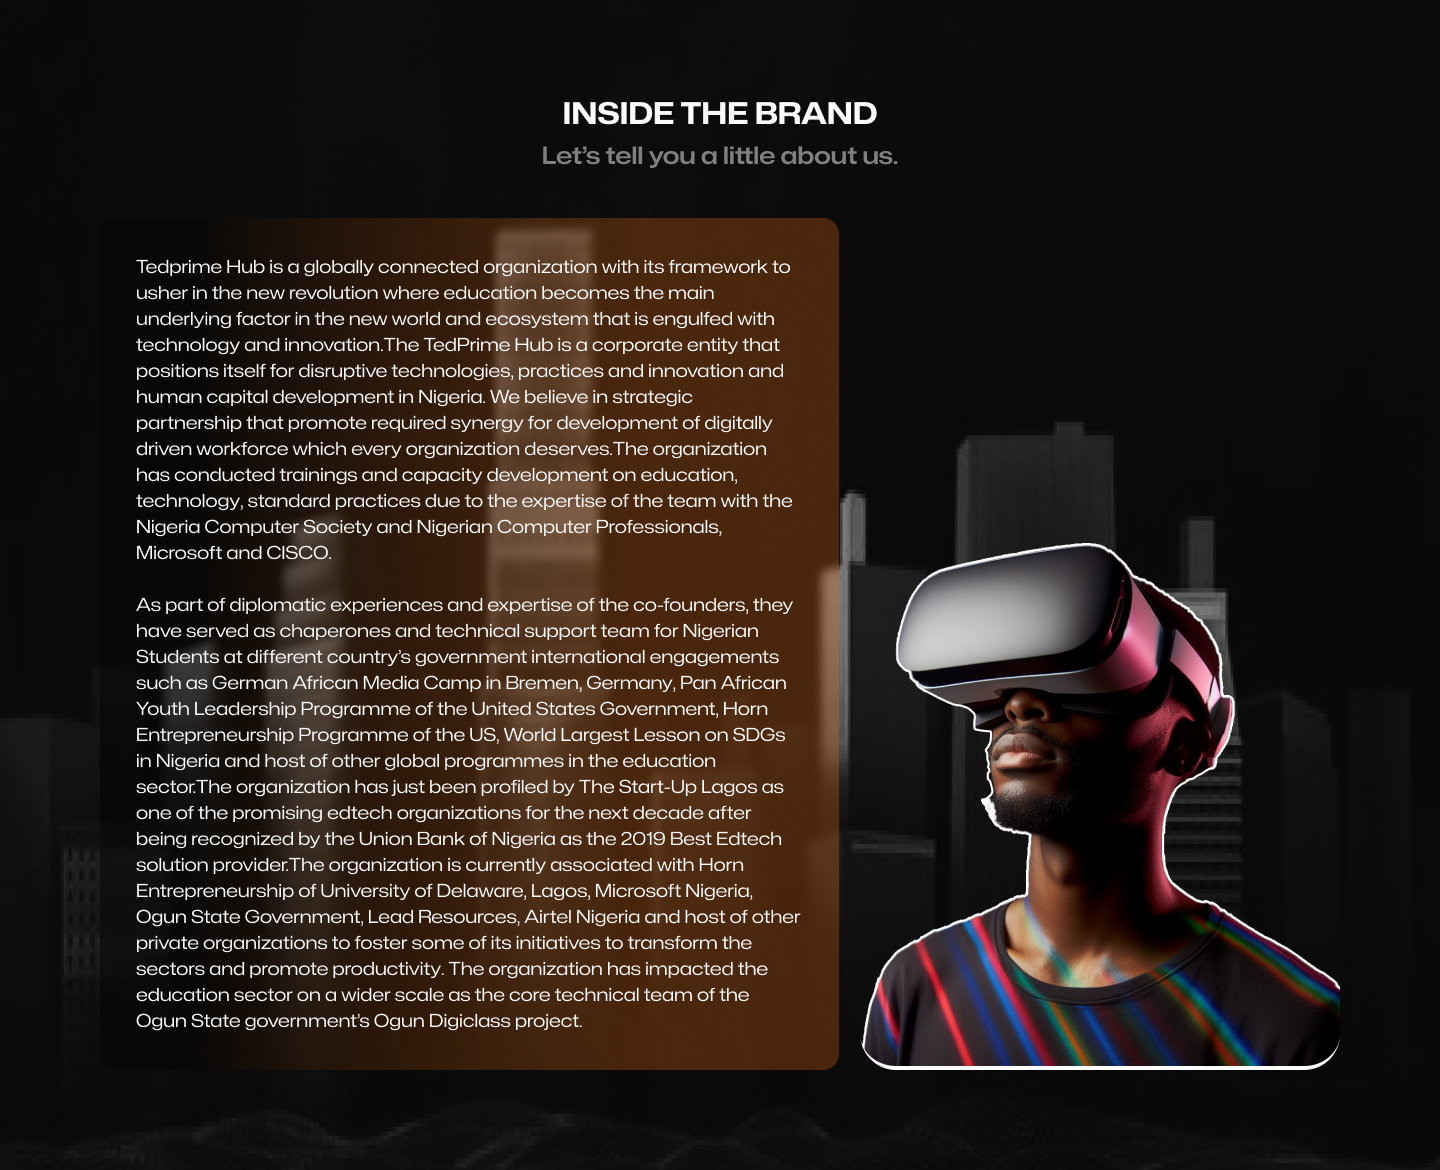 INSIDE THE BRAND
Let’s tell you a little about us.
Tedprime Hub is a globally connected organization with its framework to
usher in the new revolution where education becomes the main
underlying factor in the new world and ecosystem that is engulfed with
technology and innovation.The TedPrime Hub is a corporate entity that
positions itself for disruptive technologies, practices and innovation and
human capital development in Nigeria. We believe in strategic
partnership that promote required synergy for development of digitally
driven workforce which every organization deserves.The organization
has conducted trainings and capacity development on education,
technology, standard practices due to the expertise of the team with the
Nigeria Computer Society and Nigerian Computer Professionals,
Microsoft and CISCO.
As part of diplomatic experiences and expertise of the co-founders, they
have served as chaperones and technical support team for Nigerian
Students at different country’s government international engagements
such as German African Media Camp in Bremen, Germany, Pan African
Youth Leadership Programme of the United States Government, Horn
Entrepreneurship Programme of the US, World Largest Lesson on SDGs
in Nigeria and host of other global programmes in the education
sector.The organization has just been profiled by The Start-Up Lagos as
one of the promising edtech organizations for the next decade after
being recognized by the Union Bank of Nigeria as the 2019 Best Edtech
solution provider.The organization is currently associated with Horn
Entrepreneurship of University of Delaware, Lagos, Microsoft Nigeria,
Ogun State Government, Lead Resources, Airtel Nigeria and host of other
private organizations to foster some of its initiatives to transform the
sectors and promote productivity. The organization has impacted the
education sector on a wider scale as the core technical team of the
Ogun State government’s Ogun Digiclass project.